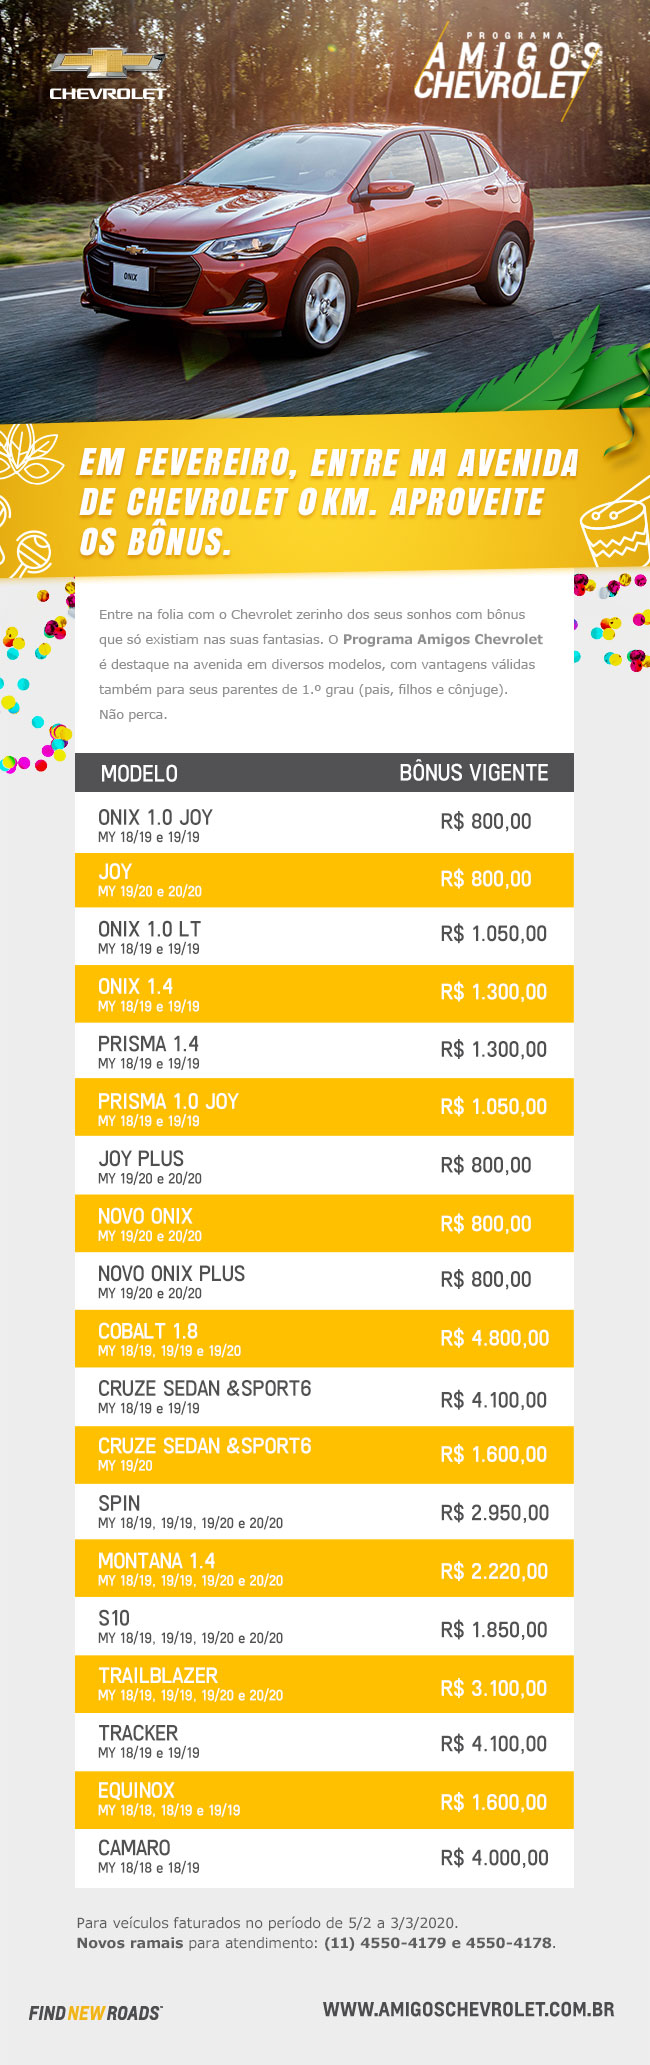 CHEVROLET
PROGRAMA
AMIGOS
CHEVROLET
ONIX
EM FEVEREIRO, ENTRE NA AVENIDA
DE CHEVROLET 0 KM. APROVEITE
OS BÔNUS.
Entre na folia com o Chevrolet zerinho dos seus sonhos com bônus
que só existiam nas suas fantasias. O Programa Amigos Chevrolet
é destaque na avenida em diversos modelos, com vantagens válidas
também para seus parentes de 1.º grau (pais, filhos e cônjuge).
Não perca.
MODELO BÔNUS VIGENTE
ONIX 1.0 JOY
MY 18/19 e 19/19
R$ 800,00
JOY
MY 19/20 e 20/20
R$ 800,00
ONIX 1.0 LT
MY 18/19 e 19/19
R$ 1.050,00
ONIX 1.4
MY 18/19 e 19/19
R$ 1.300,00
PRISMA 1.4
MY 18/19 e 19/19
R$ 1.300,00
PRISMA 1.0 JOY
MY 18/19 e 19/19
R$ 1.050,00
JOY PLUS
MY 19/20 e 20/20
R$ 800,00
NOVO ONIX
MY 19/20 e 20/20
R$ 800,00
NOVO ONIX PLUS
MY 19/20 e 20/20
R$ 800,00
COBALT 1.8
MY 18/19, 19/19 e 19/20
R$ 4.800,00
CRUZE SEDAN &SPORT6
MY 18/19 e 19/19
R$ 4.100,00
CRUZE SEDAN &SPORT6
MY 19/20
R$ 1.600,00
SPIN
MY 18/19, 19/19, 19/20 e 20/20
R$ 2.950,00
MONTANA 1.4
MY 18/19, 19/19, 19/20 e 20/20
R$ 2.220,00
S10
MY 18/19, 19/19, 19/20 e 20/20
R$ 1.850,00
TRAILBLAZER
MY 18/19, 19/19, 19/20 e 20/20
R$ 3.100,00
TRACKER
MY 18/19 e 19/19
R$ 4.100,00
EQUINOX
MY 18/18, 18/19 e 19/19
R$ 1.600,00
CAMARO
MY 18/18 e 18/19
R$ 4.000,00
Para veículos faturados no período de 5/2 a 3/3/2020.
Novos ramais para atendimento: (11) 4550-4179 e 4550-4178.
FIND NEW ROADS™ WWW.AMIGOSCHEVROLET.COM.BR